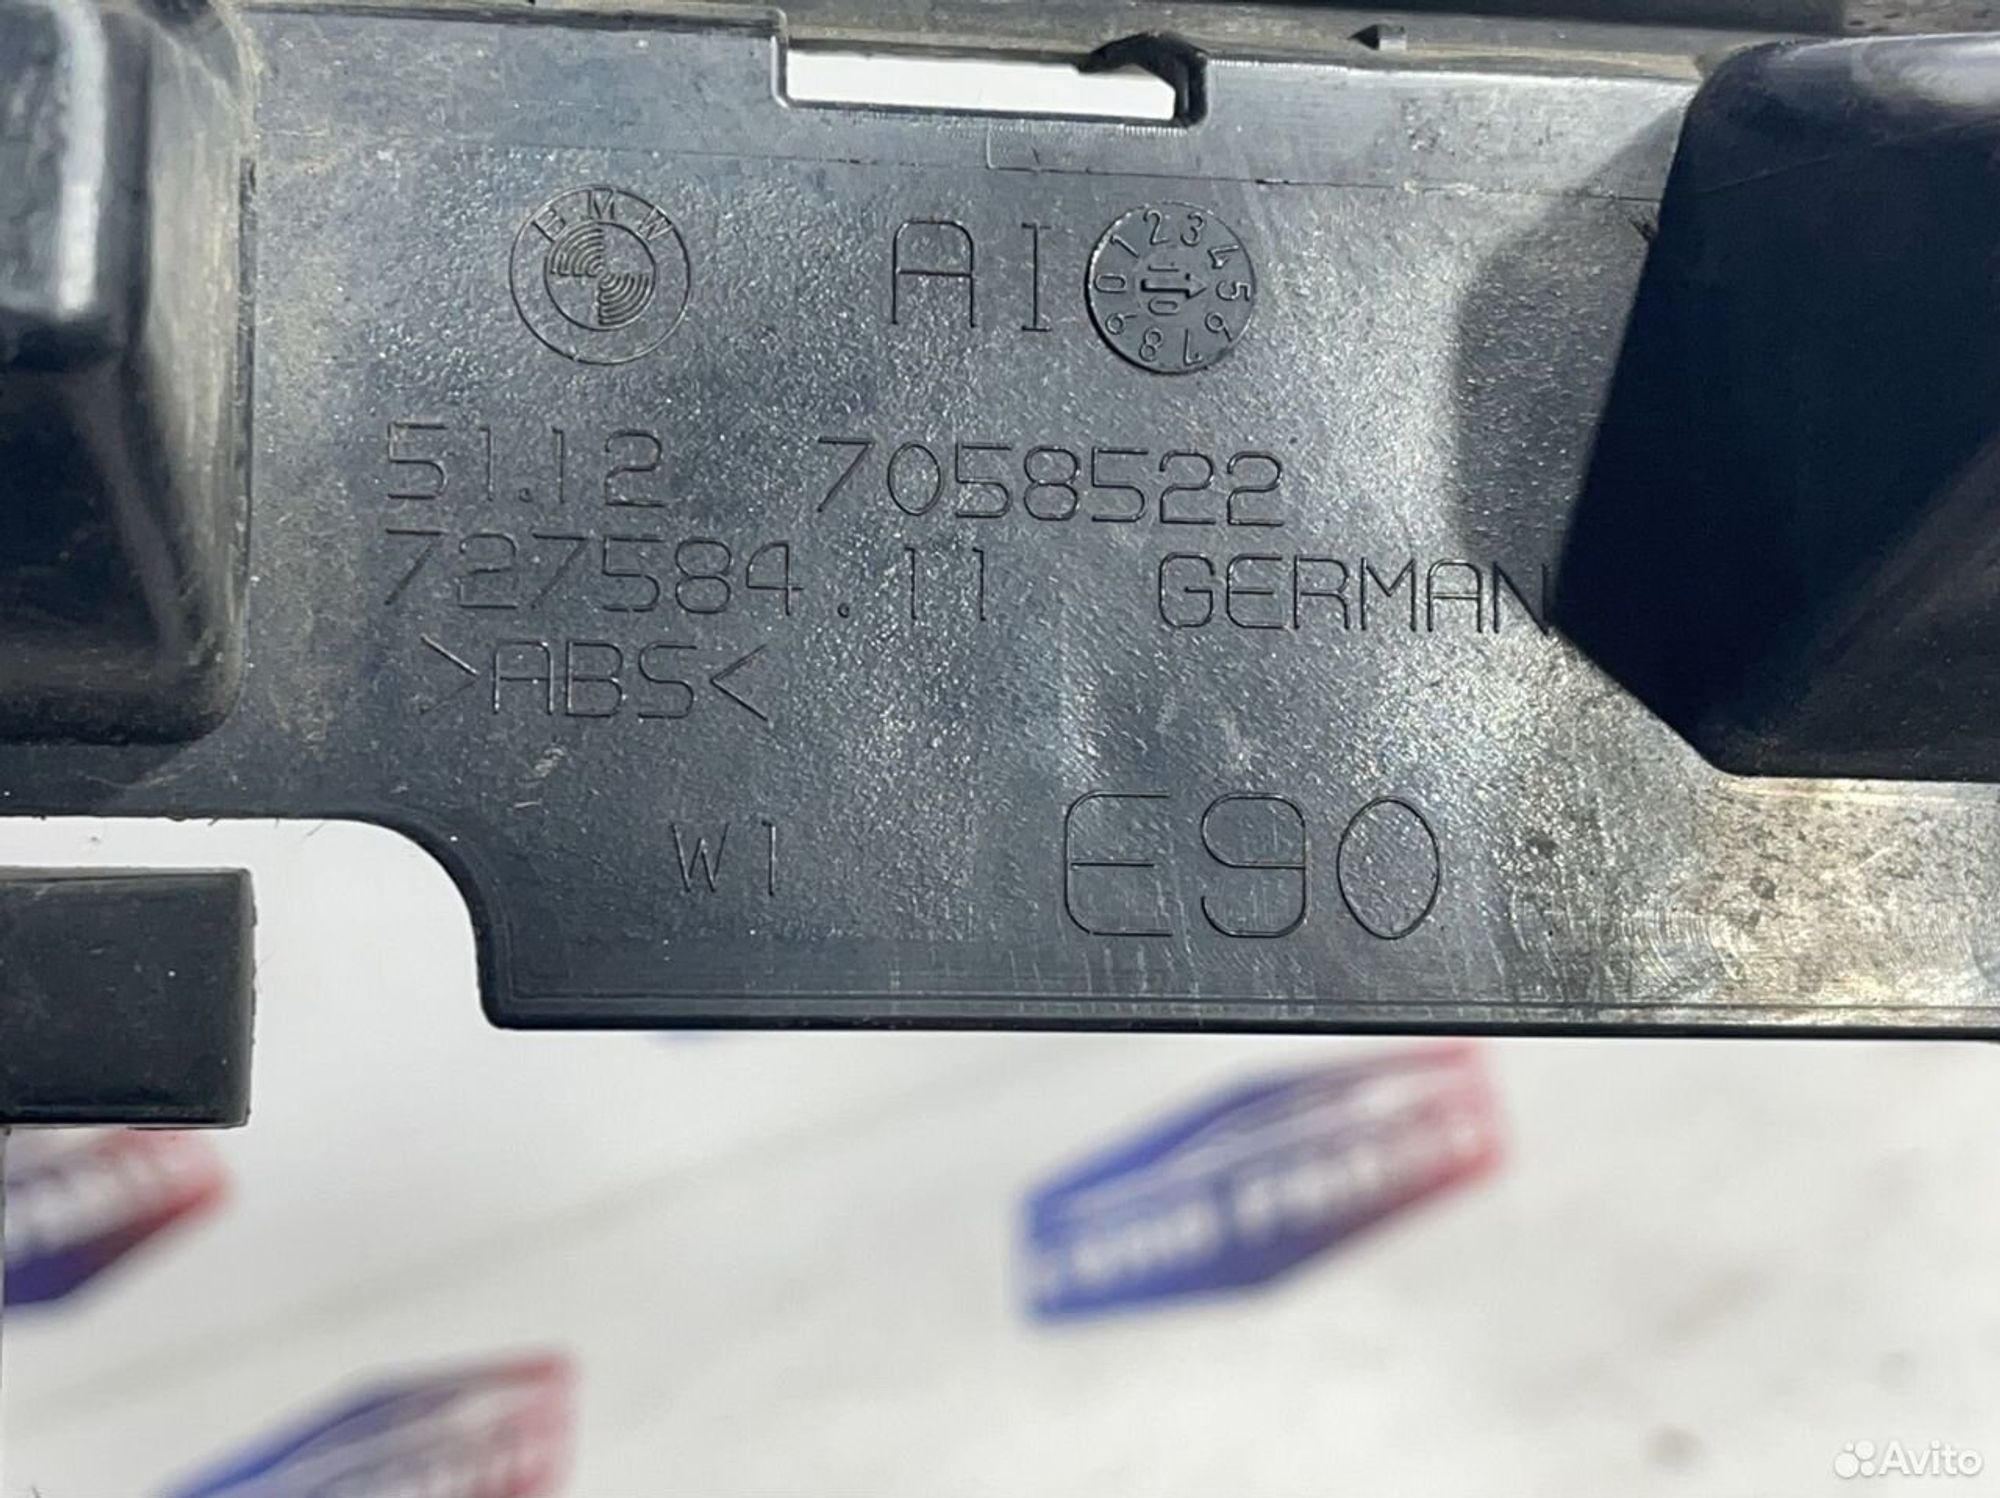 BMW AI
0 1 2 3 4 5 6 7 8 9
51.12 7058522
727584.11 GERMAN
>ABS<
W1 E90
Avito